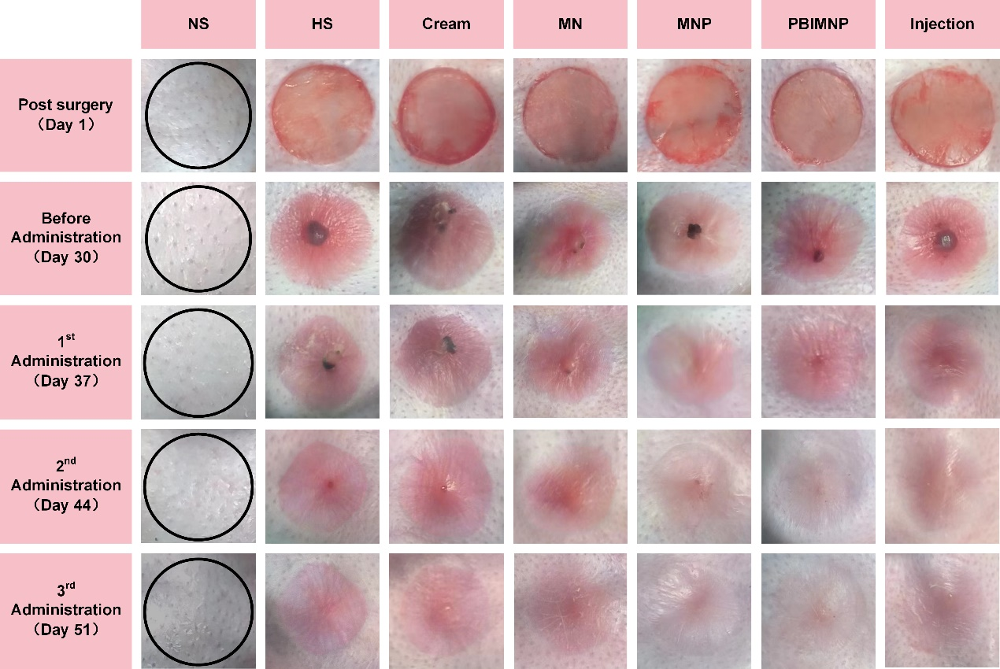 NS
HS
Cream
MN
MNP
PBIMNP
Injection
Post surgery
（Day 1）
Before
Administration
（Day 30）
1st
Administration
（Day 37）
2nd
Administration
（Day 44）
3rd
Administration
（Day 51）